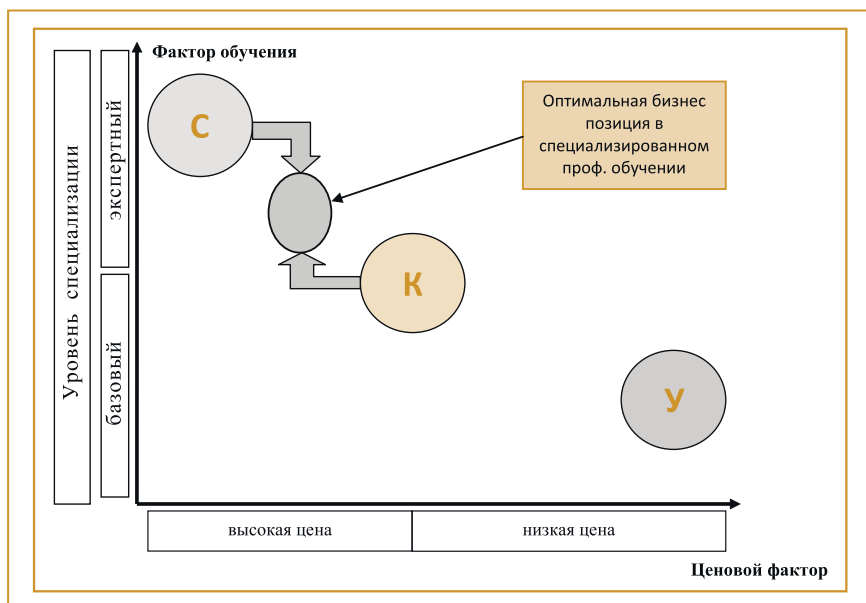 Фактор обучения
Уровень специализации
экспертный
базовый
С
К
У
Оптимальная бизнес
позиция в
специализированном
проф. обучении
высокая цена
низкая цена
Ценовой фактор